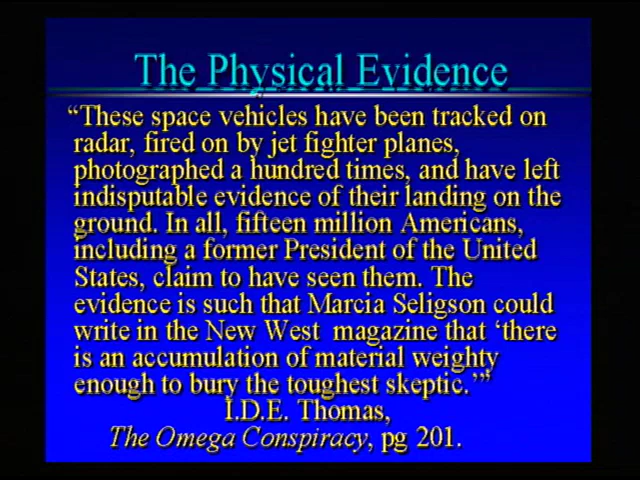 The Physical Evidence
“These space vehicles have been tracked on
radar, fired on by jet fighter planes,
photographed a hundred times, and have left
indisputable evidence of their landing on the
ground. In all, fifteen million Americans,
including a former President of the United
States, claim to have seen them. The
evidence is such that Marcia Seligson could
write in the New West magazine that ‘there
is an accumulation of material weighty
enough to bury the toughest skeptic.’”
I.D.E. Thomas,
The Omega Conspiracy, pg 201.